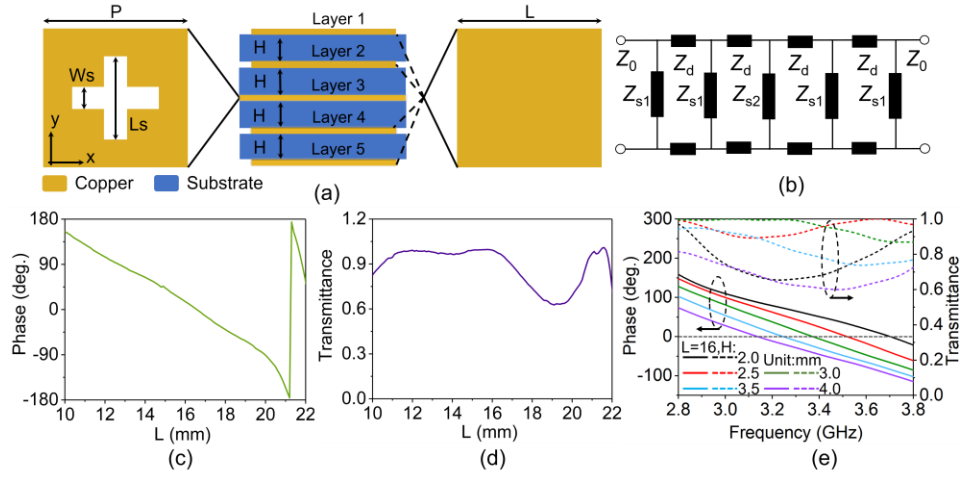 P
L
Layer 1
H
Layer 2
H
Layer 3
H
Layer 4
H
Layer 5
Ws
Ls
y
x
Copper
Substrate
(a)
Z0
Zd
Zd
Zd
Zd
Z0
Zs1
Zs1
Zs2
Zs1
Zs1
(b)
Phase (deg.)
180
90
0
-90
-180
10
12
14
16
18
20
22
L (mm)
(c)
Transmittance
1.2
0.9
0.6
0.3
0.0
10
12
14
16
18
20
22
L (mm)
(d)
Phase (deg.)
300
200
100
0
-100
1.0
0.8
0.6
0.4
0.2
0.0
Transmittance
L=16,H:
Unit:mm
2.0
2.5
3.0
3.5
4.0
2.8
3.0
3.2
3.4
3.6
3.8
Frequency (GHz)
(e)